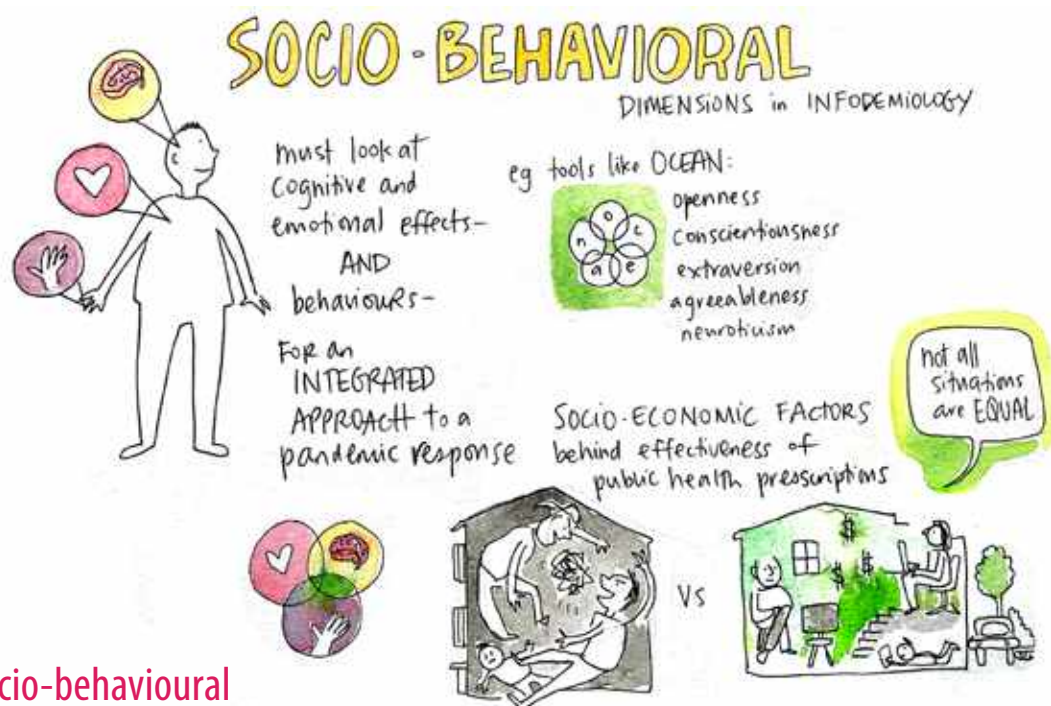 SOCIO-BEHAVIORAL
DIMENSIONS in INFODEMIOLOGY
must look at
cognitive and
emotional effects-
AND
behaviours-
FOR an
INTEGRATED
APPROACH to a
pandemic response
eg tools like OCEAN:
o
c
e
a
n
openness
conscientiousness
extraversion
agreeableness
neuroticism
not all
situations
are EQUAL
SOCIO-ECONOMIC FACTORS
behind effectiveness of
public health presscriptions
$
$
$
$
VS
cio-behavioural